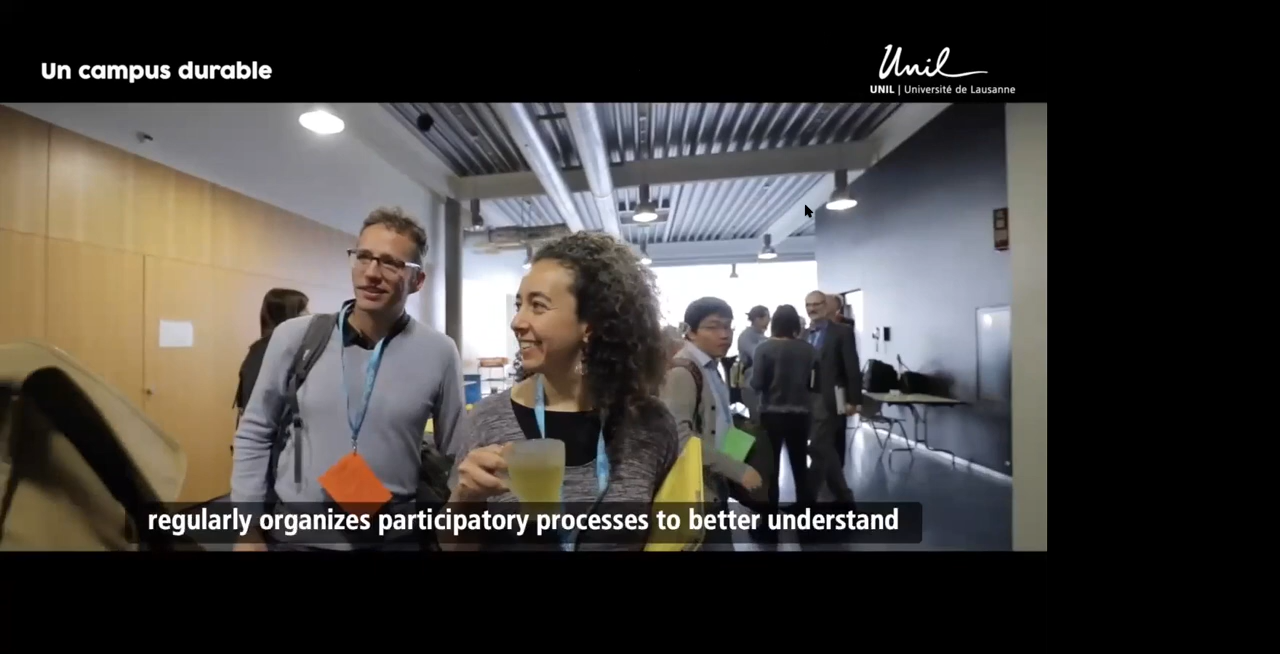 Un campus durable
Unil
UNIL | Université de Lausanne
regularly organizes participatory processes to better understand